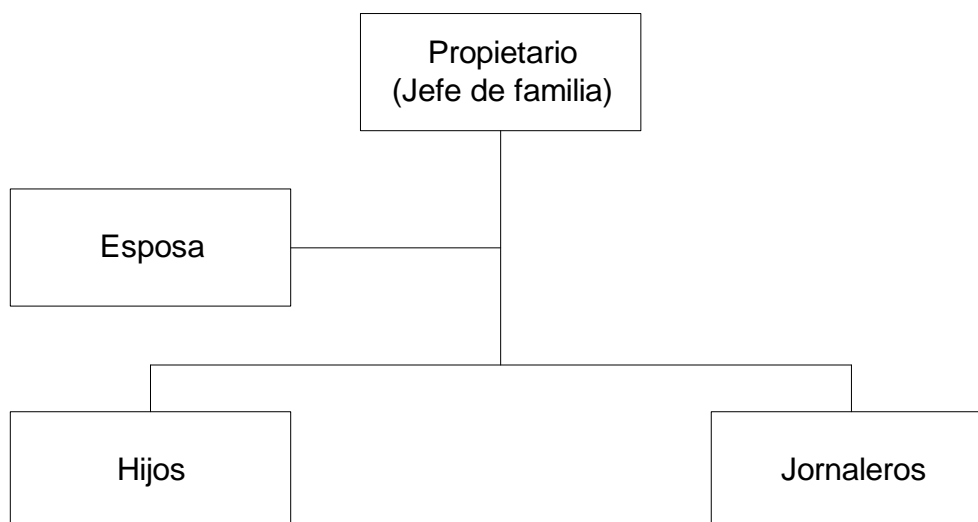 Propietario
(Jefe de familia)
Esposa
Hijos
Jornaleros